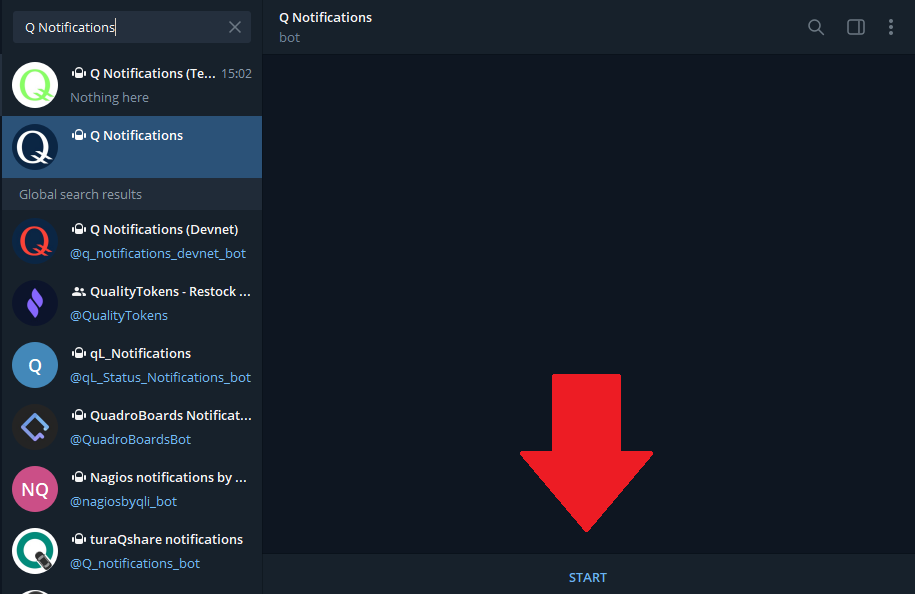 Q Notifications
Q Notifications (Te... 15:02
Nothing here
Q Notifications
Global search results
Q Notifications (Devnet)
@q_notifications_devnet_bot
QualityTokens - Restock ...
@QualityTokens
Q
qL_Notifications
@qL_Status_Notifications_bot
QuadroBoards Notificat...
@QuadroBoardsBot
NQ
Nagios notifications by ...
@nagiosbyqli_bot
turaQshare notifications
@Q_notifications_bot
Q Notifications
bot
START